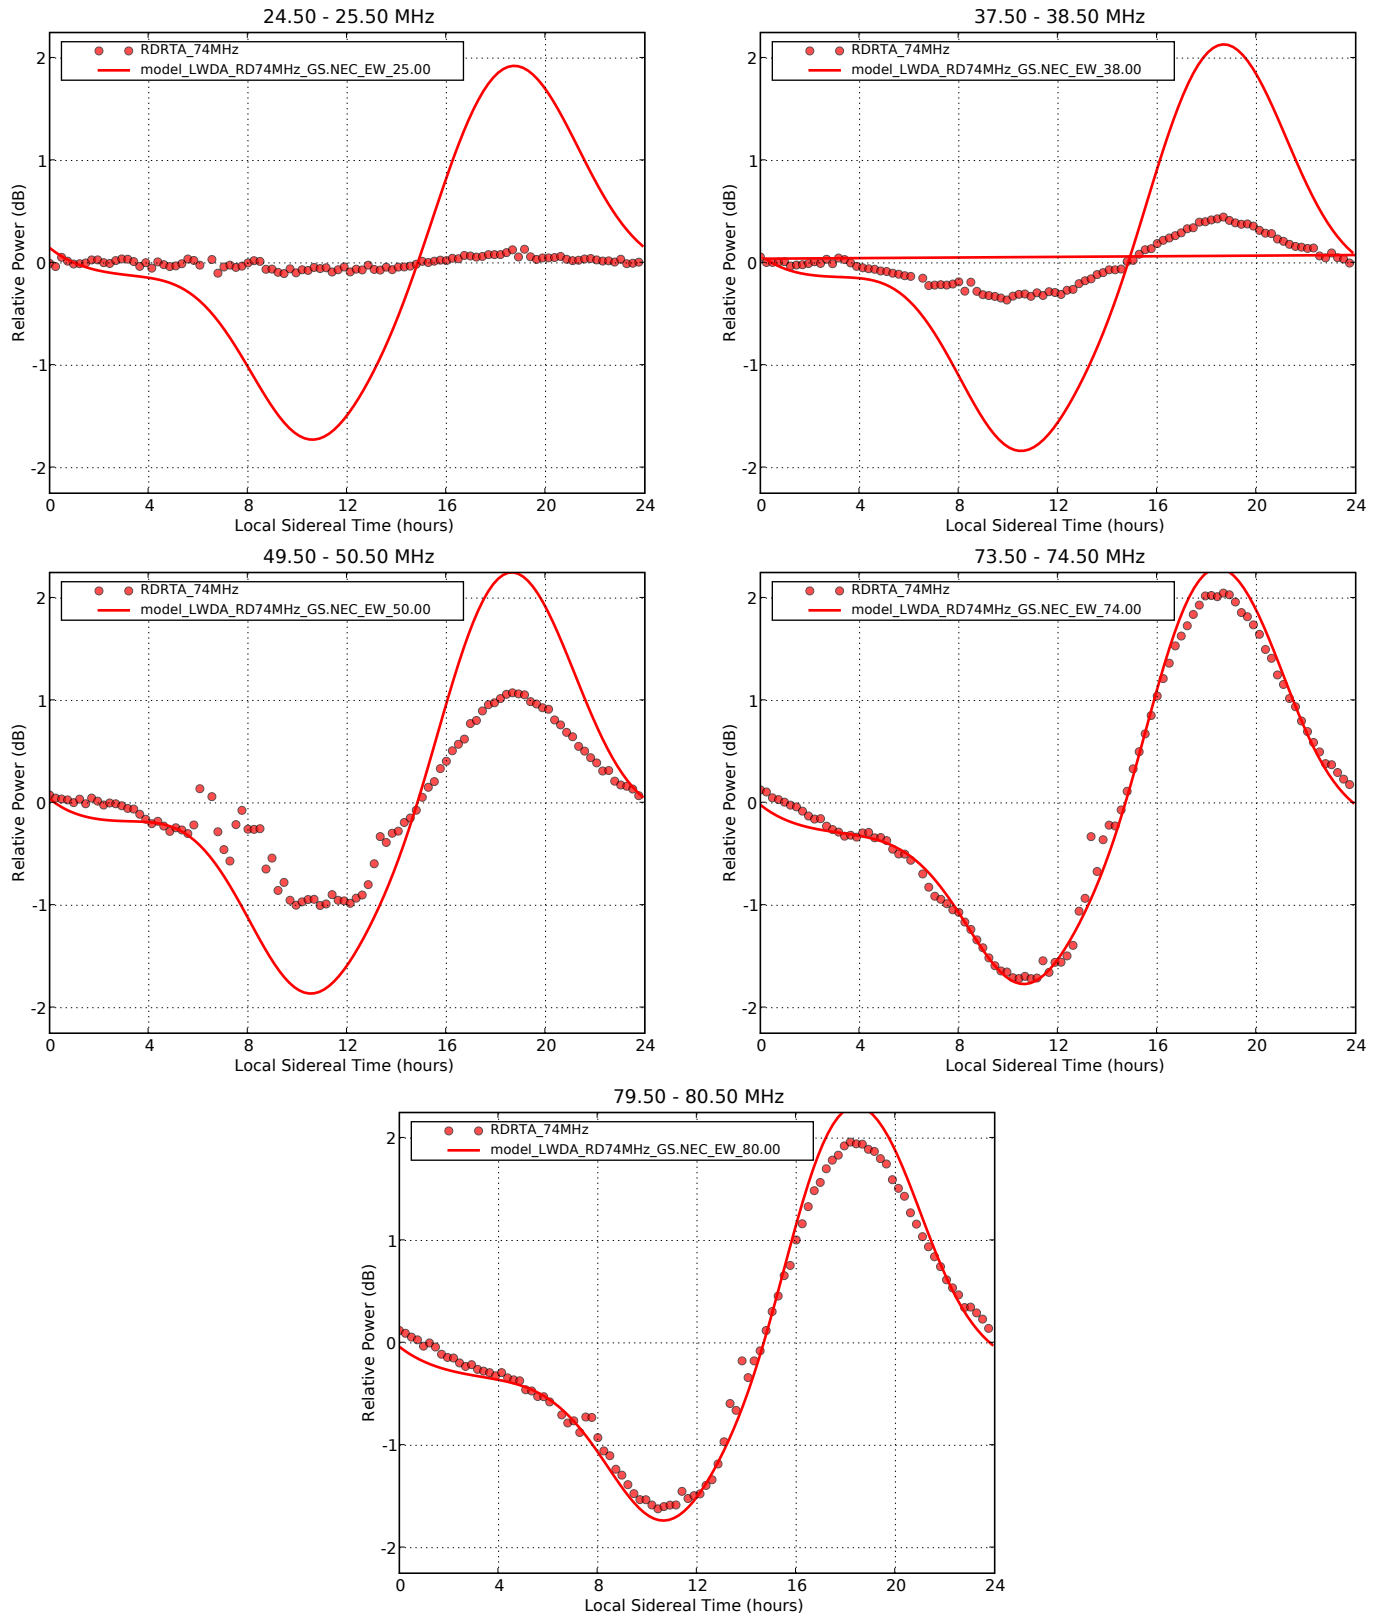 24.50 - 25.50 MHz
RDRTA_74MHz
model_LWDA_RD74MHz_GS.NEC_EW_25.00
Relative Power (dB)
2
1
0
-1
-2
0 4 8 12 16 20 24
Local Sidereal Time (hours)
37.50 - 38.50 MHz
RDRTA_74MHz
model_LWDA_RD74MHz_GS.NEC_EW_38.00
Relative Power (dB)
2
1
0
-1
-2
0 4 8 12 16 20 24
Local Sidereal Time (hours)
49.50 - 50.50 MHz
RDRTA_74MHz
model_LWDA_RD74MHz_GS.NEC_EW_50.00
Relative Power (dB)
2
1
0
-1
-2
0 4 8 12 16 20 24
Local Sidereal Time (hours)
73.50 - 74.50 MHz
RDRTA_74MHz
model_LWDA_RD74MHz_GS.NEC_EW_74.00
Relative Power (dB)
2
1
0
-1
-2
0 4 8 12 16 20 24
Local Sidereal Time (hours)
79.50 - 80.50 MHz
RDRTA_74MHz
model_LWDA_RD74MHz_GS.NEC_EW_80.00
Relative Power (dB)
2
1
0
-1
-2
0 4 8 12 16 20 24
Local Sidereal Time (hours)